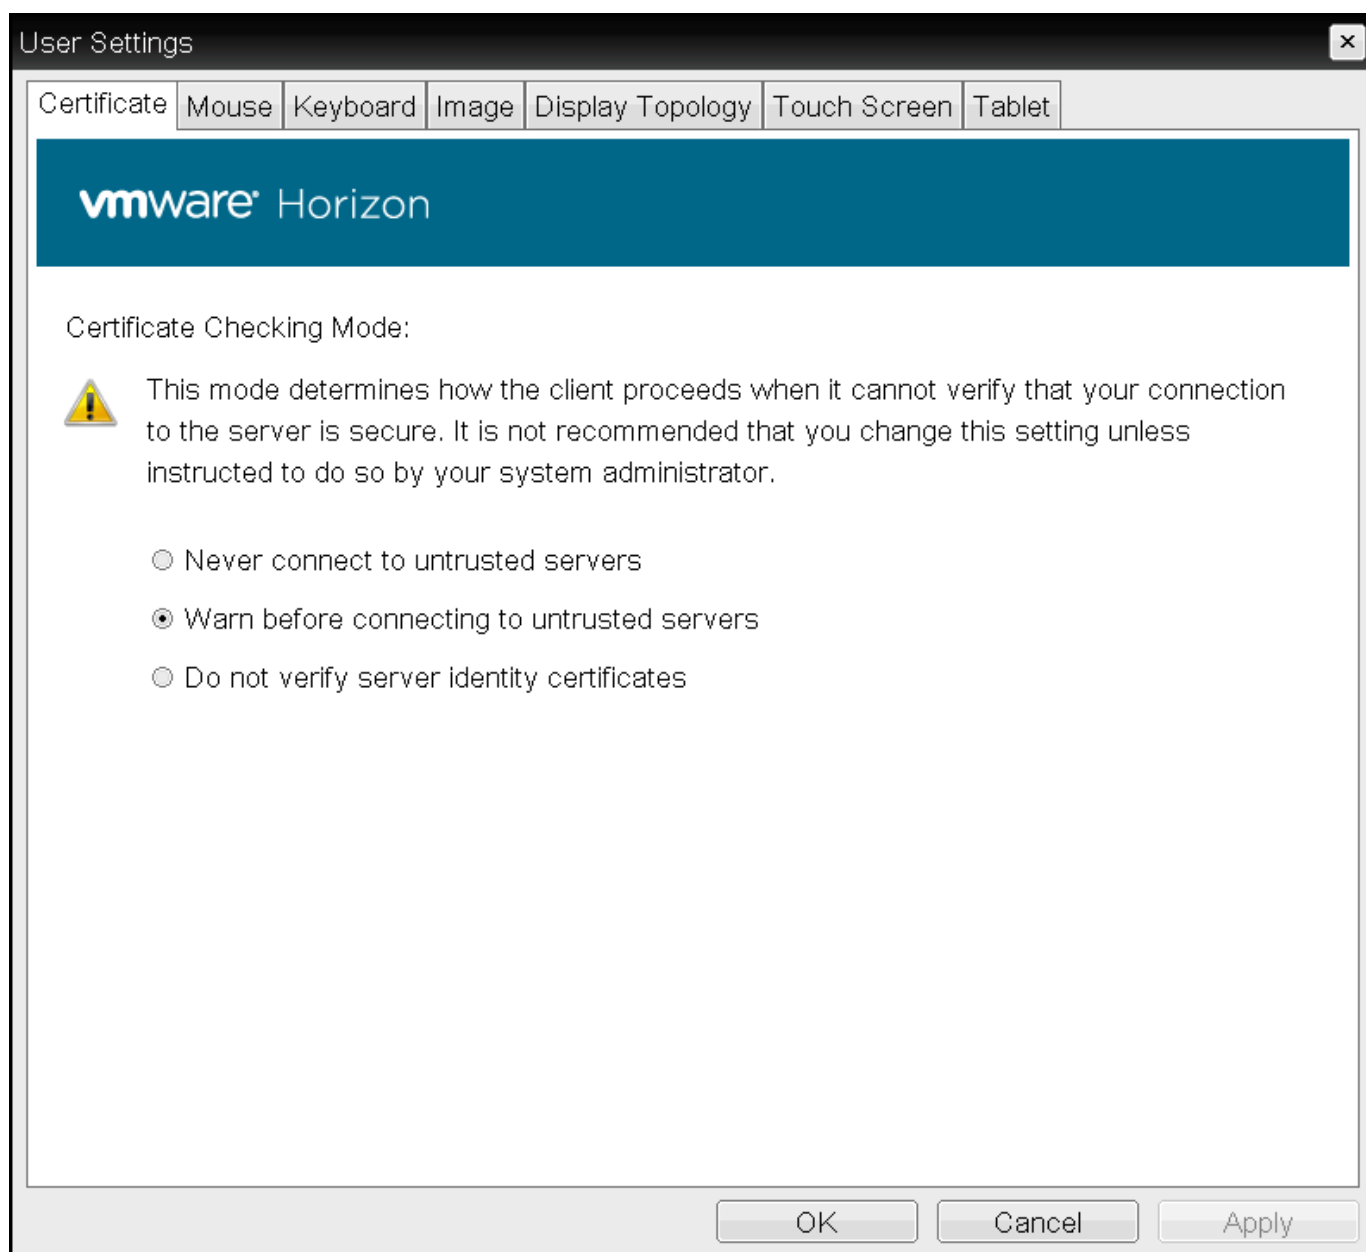 User Settings
Certificate Mouse Keyboard Image Display Topology Touch Screen Tablet
vmware® Horizon
Certificate Checking Mode:
This mode determines how the client proceeds when it cannot verify that your connection
to the server is secure. It is not recommended that you change this setting unless
instructed to do so by your system administrator.
Never connect to untrusted servers
Warn before connecting to untrusted servers
Do not verify server identity certificates
OK Cancel Apply